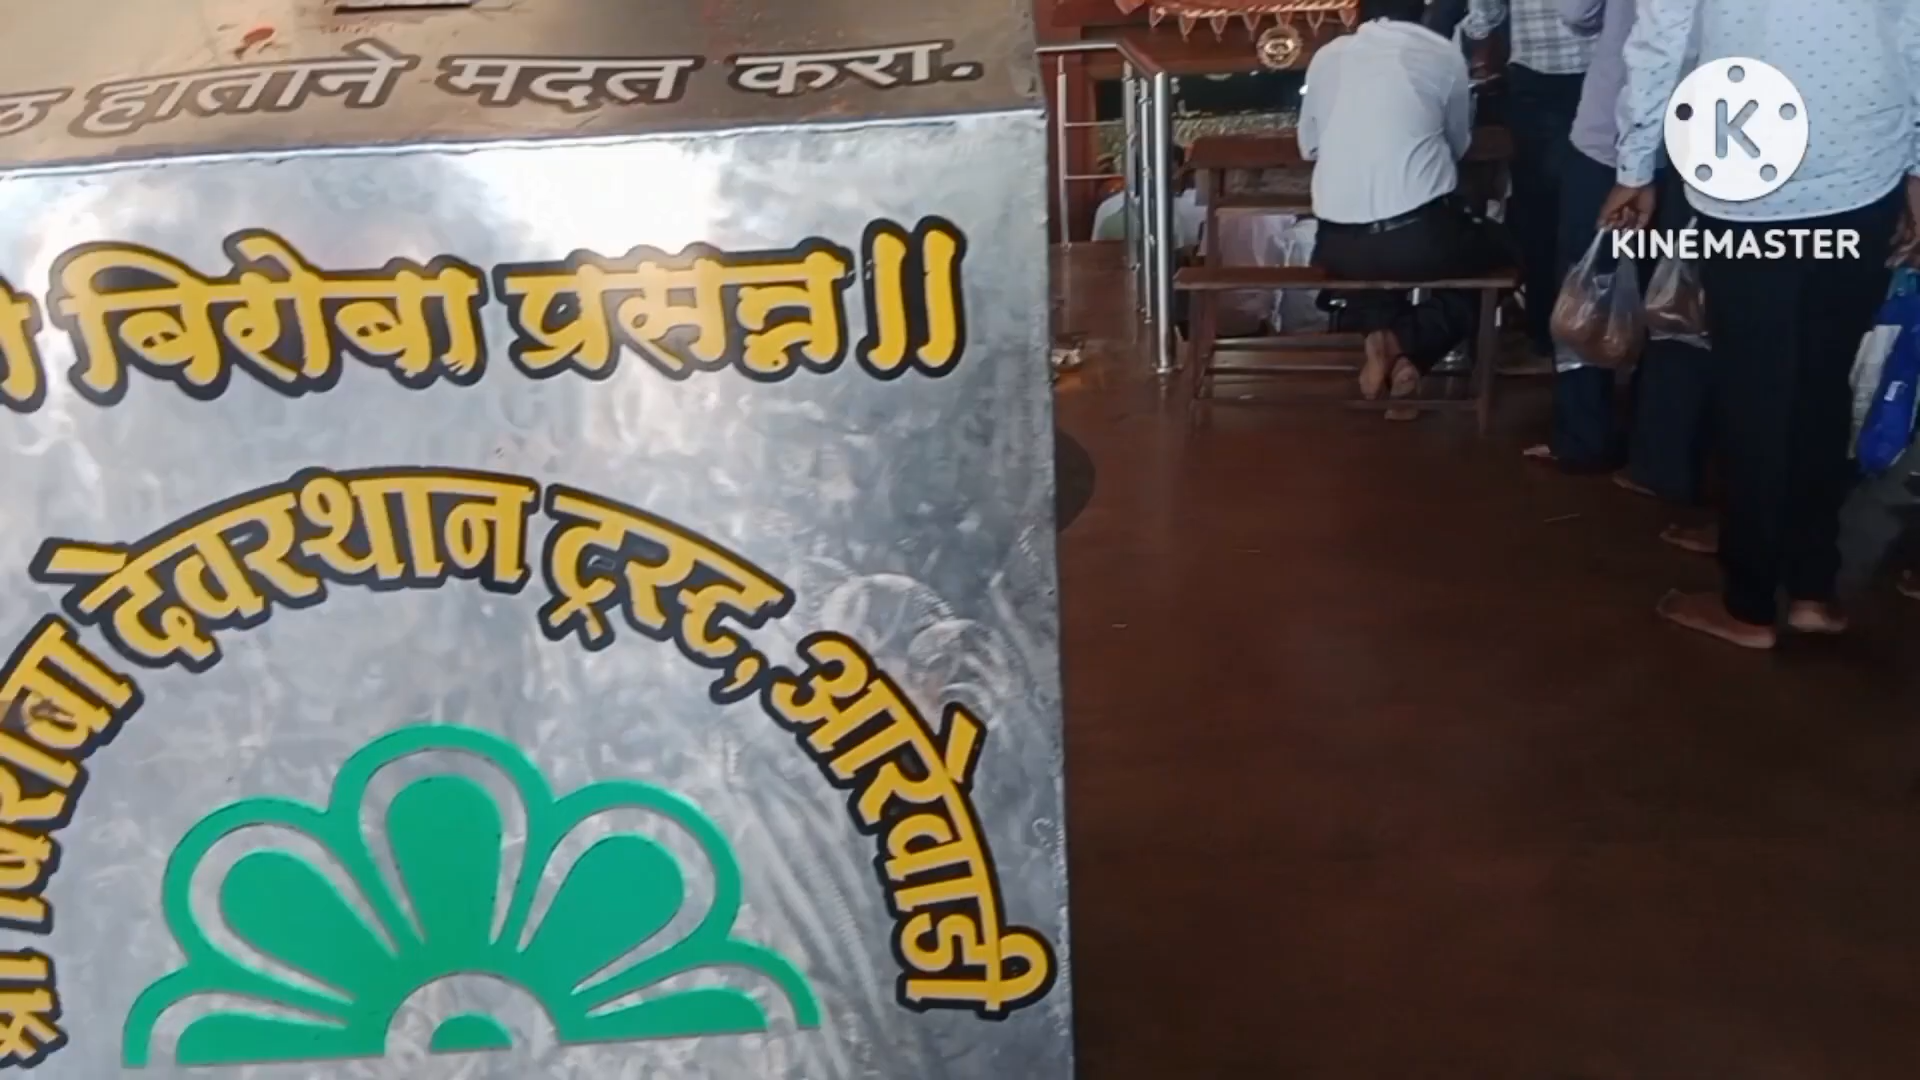 हाताने मदत करा.
बिरोबा प्रसन्न॥
श्री बिरोबा देवस्थान ट्रस्ट, आरेवाडी
K
KINEMASTER